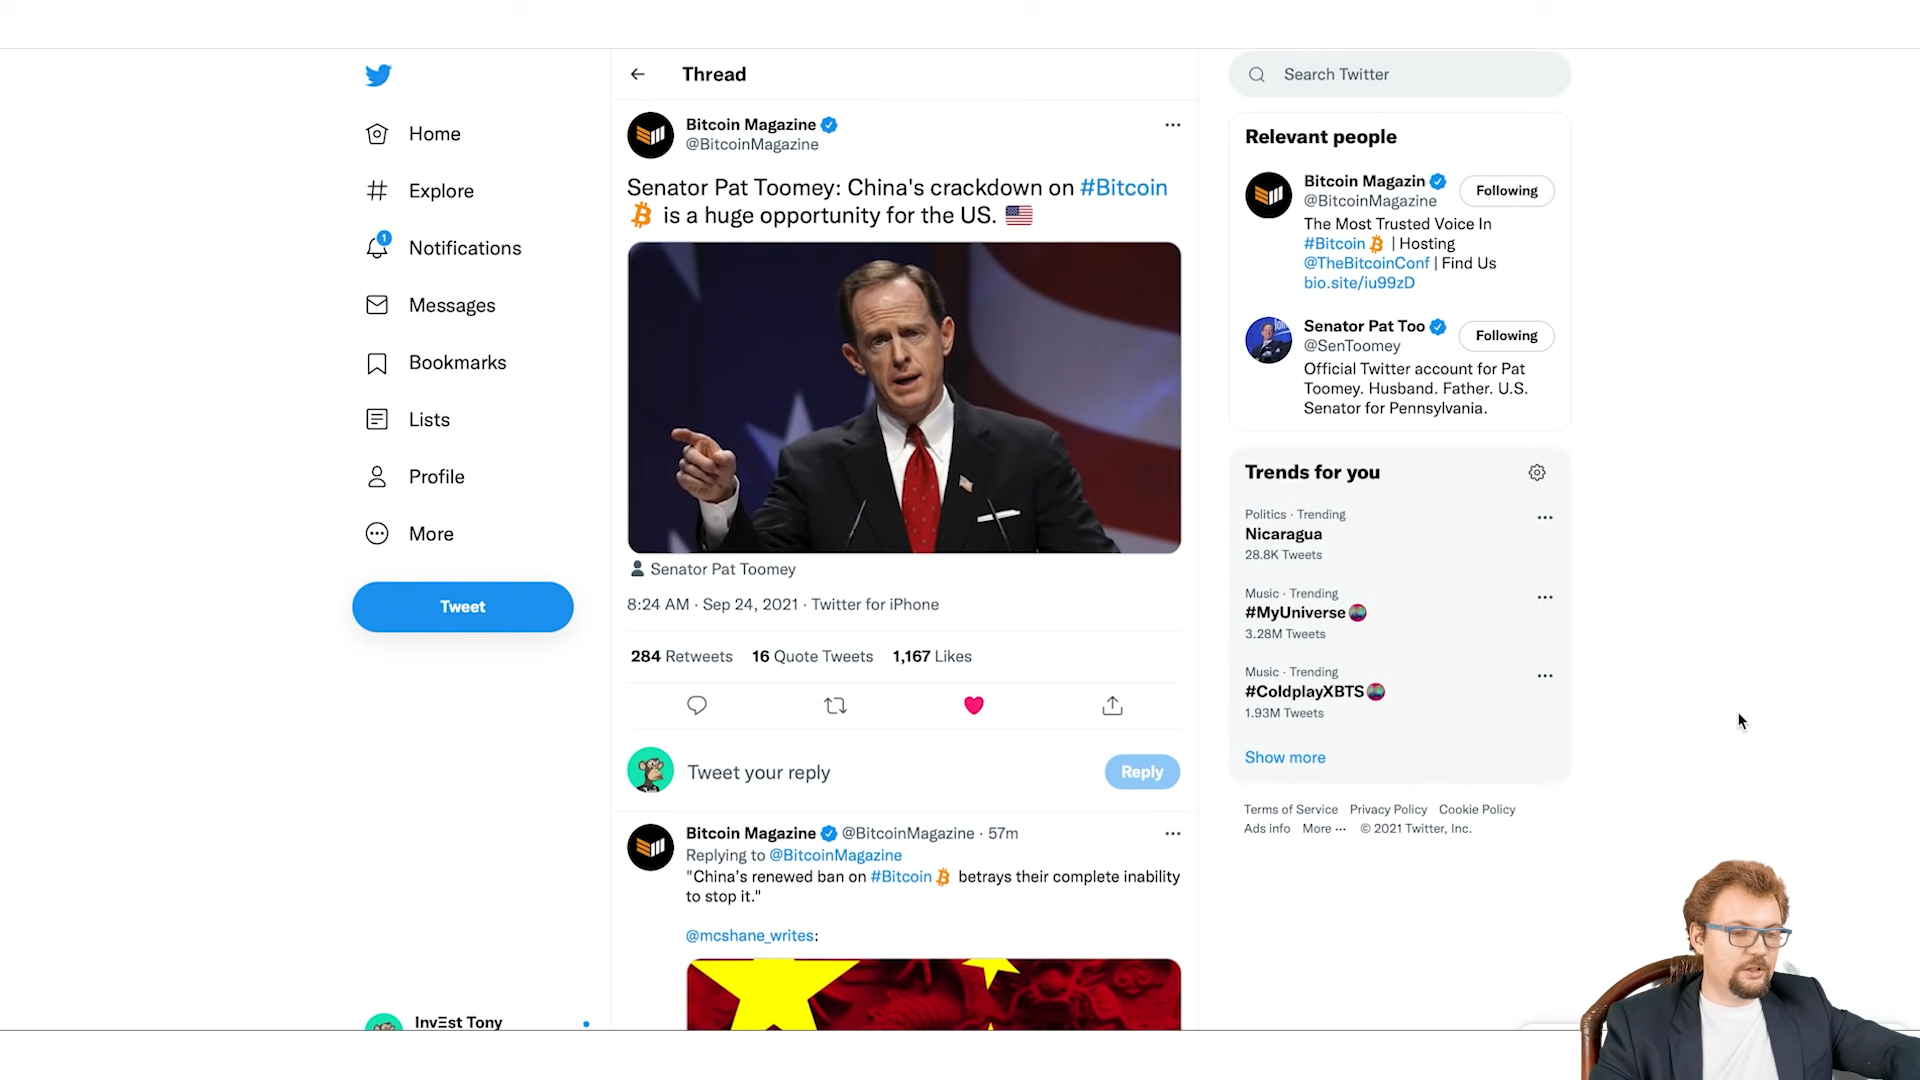 Home
Explore
1
Notifications
Messages
Bookmarks
Lists
Profile
More
Tweet
InvΞst Tony
Thread
Bitcoin Magazine
@BitcoinMagazine
Senator Pat Toomey: China's crackdown on #Bitcoin
is a huge opportunity for the US.
Senator Pat Toomey
8:24 AM · Sep 24, 2021 · Twitter for iPhone
284 Retweets 16 Quote Tweets 1,167 Likes
Tweet your reply
Reply
Bitcoin Magazine @BitcoinMagazine · 57m
Replying to @BitcoinMagazine
"China's renewed ban on #Bitcoin betrays their complete inability
to stop it."
@mcshane_writes:
Search Twitter
Relevant people
Bitcoin Magazin
@BitcoinMagazine
Following
The Most Trusted Voice In
#Bitcoin | Hosting
@TheBitcoinConf | Find Us
bio.site/iu99zD
Senator Pat Too
@SenToomey
Following
Official Twitter account for Pat
Toomey. Husband. Father. U.S.
Senator for Pennsylvania.
Trends for you
Politics · Trending
Nicaragua
28.8K Tweets
Music · Trending
#MyUniverse
3.28M Tweets
Music · Trending
#ColdplayXBTS
1.93M Tweets
Show more
Terms of Service Privacy Policy Cookie Policy
Ads info More ··· © 2021 Twitter, Inc.